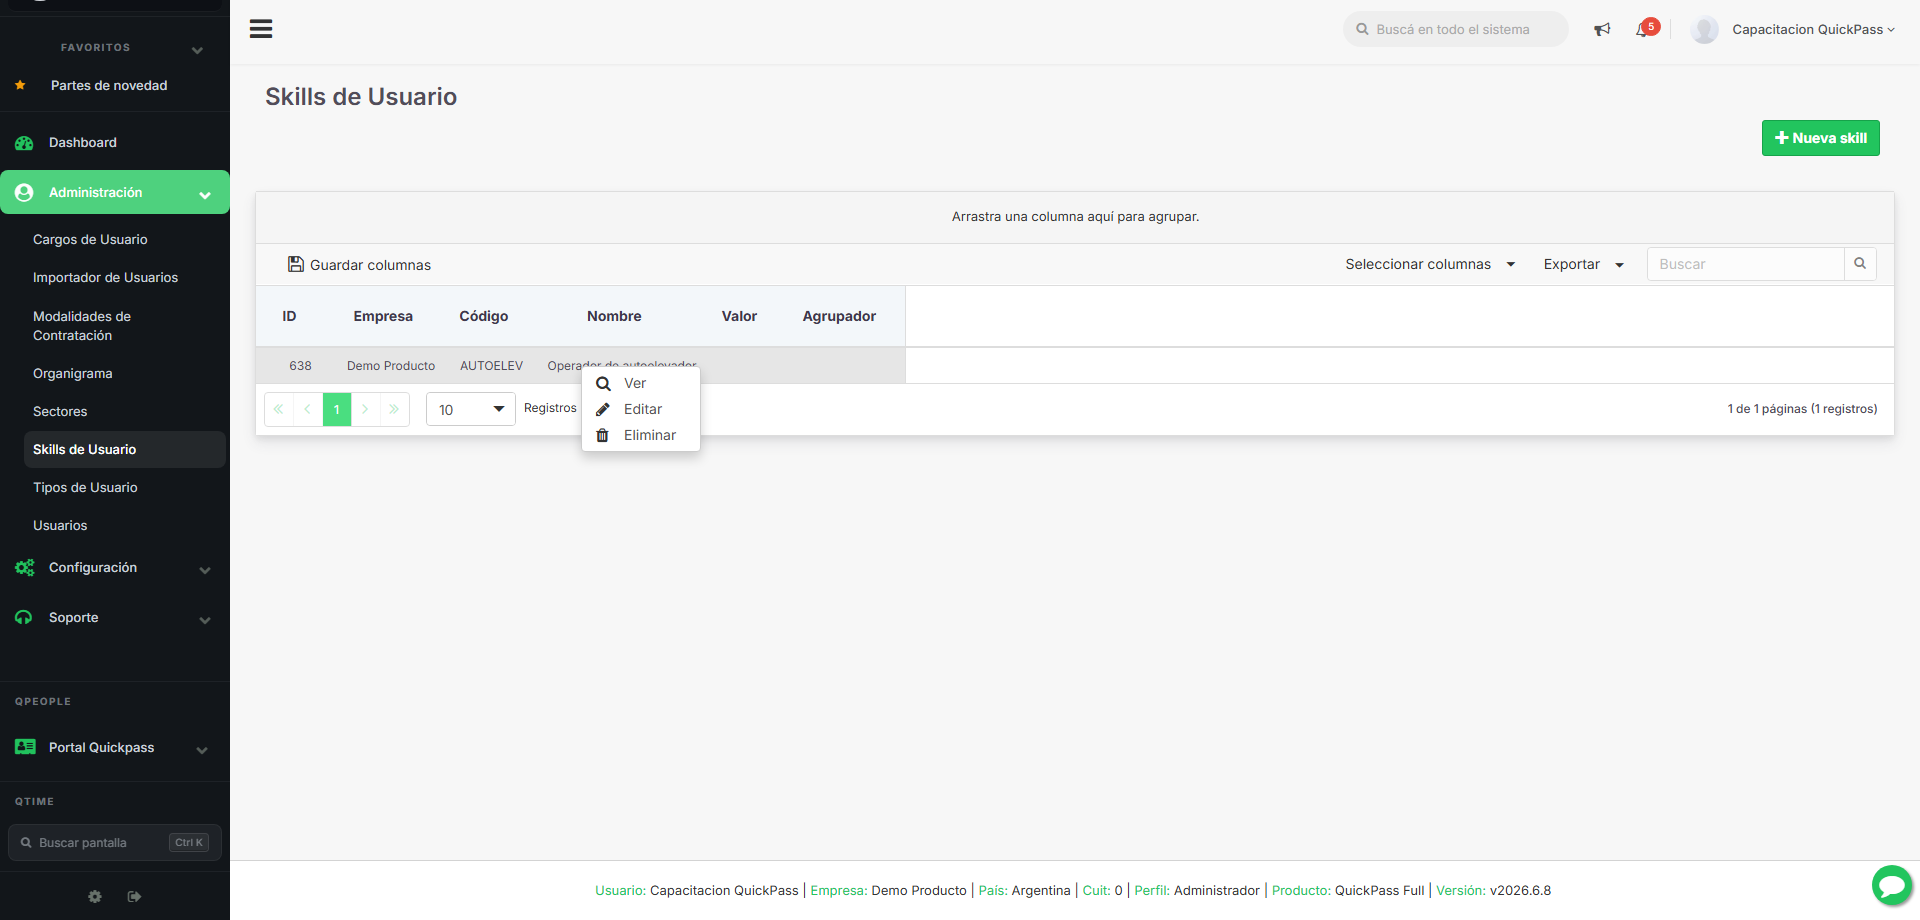 FAVORITOS
Partes de novedad
Dashboard
Administración
Cargos de Usuario
Importador de Usuarios
Modalidades de
Contratación
Organigrama
Sectores
Skills de Usuario
Tipos de Usuario
Usuarios
Configuración
Soporte
QPEOPLE
Portal Quickpass
QTIME
Buscar pantalla Ctrl K
Buscá en todo el sistema
5
Capacitacion QuickPass
Skills de Usuario
Nueva skill
Arrastra una columna aquí para agrupar.
Guardar columnas
Seleccionar columnas
Exportar
Buscar
ID Empresa Código Nombre Valor Agrupador
638 Demo Producto AUTOELEV Operador de autoelevador
Ver
Editar
Eliminar
« ‹ 1 › » 10 Registros
1 de 1 páginas (1 registros)
Usuario: Capacitacion QuickPass | Empresa: Demo Producto | País: Argentina | Cuit: 0 | Perfil: Administrador | Producto: QuickPass Full | Versión: v2026.6.8